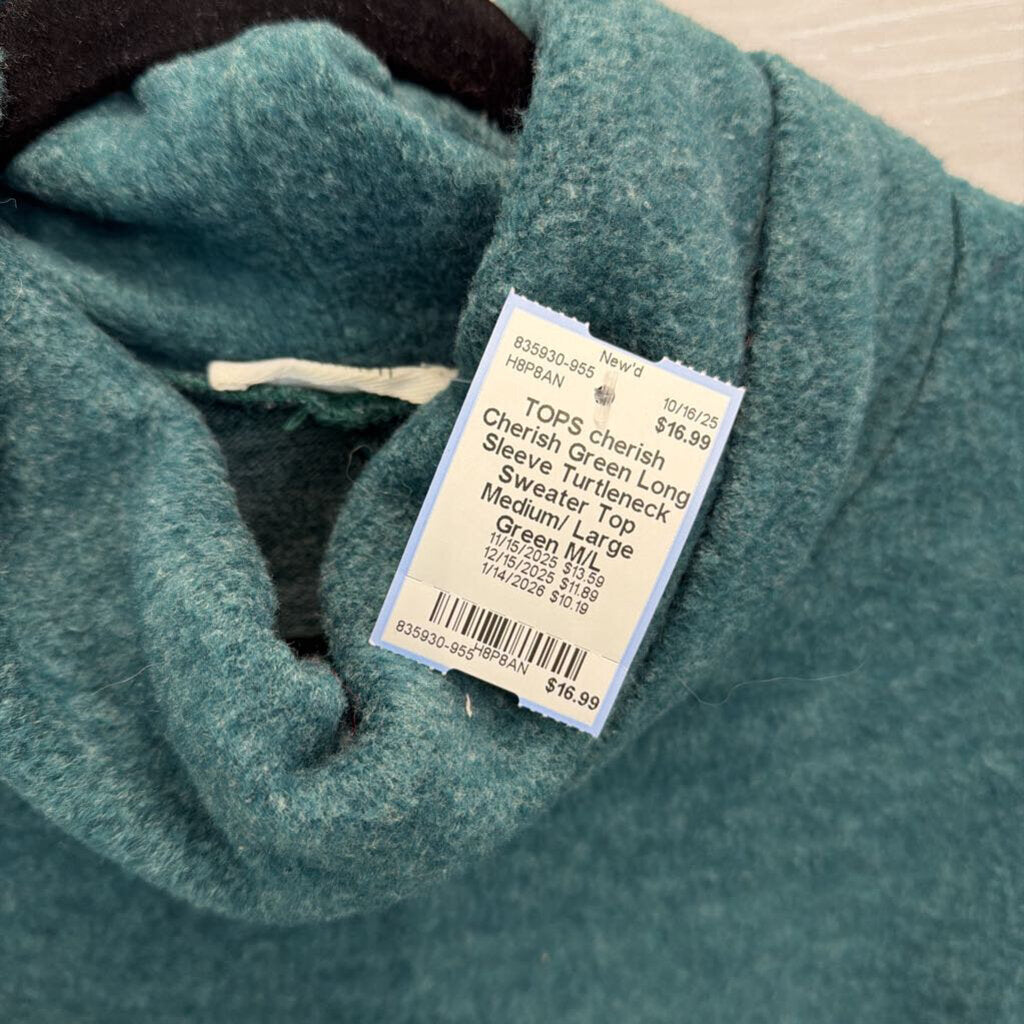 835930-955 New'd
H8P8AN
10/16/25
$16.99
TOPS cherish
Cherish Green Long
Sleeve Turtleneck
Sweater Top
Medium/ Large
Green M/L
11/15/2025 $13.59
12/15/2025 $11.89
1/14/2026 $10.19
835930-955 H8P8AN
$16.99